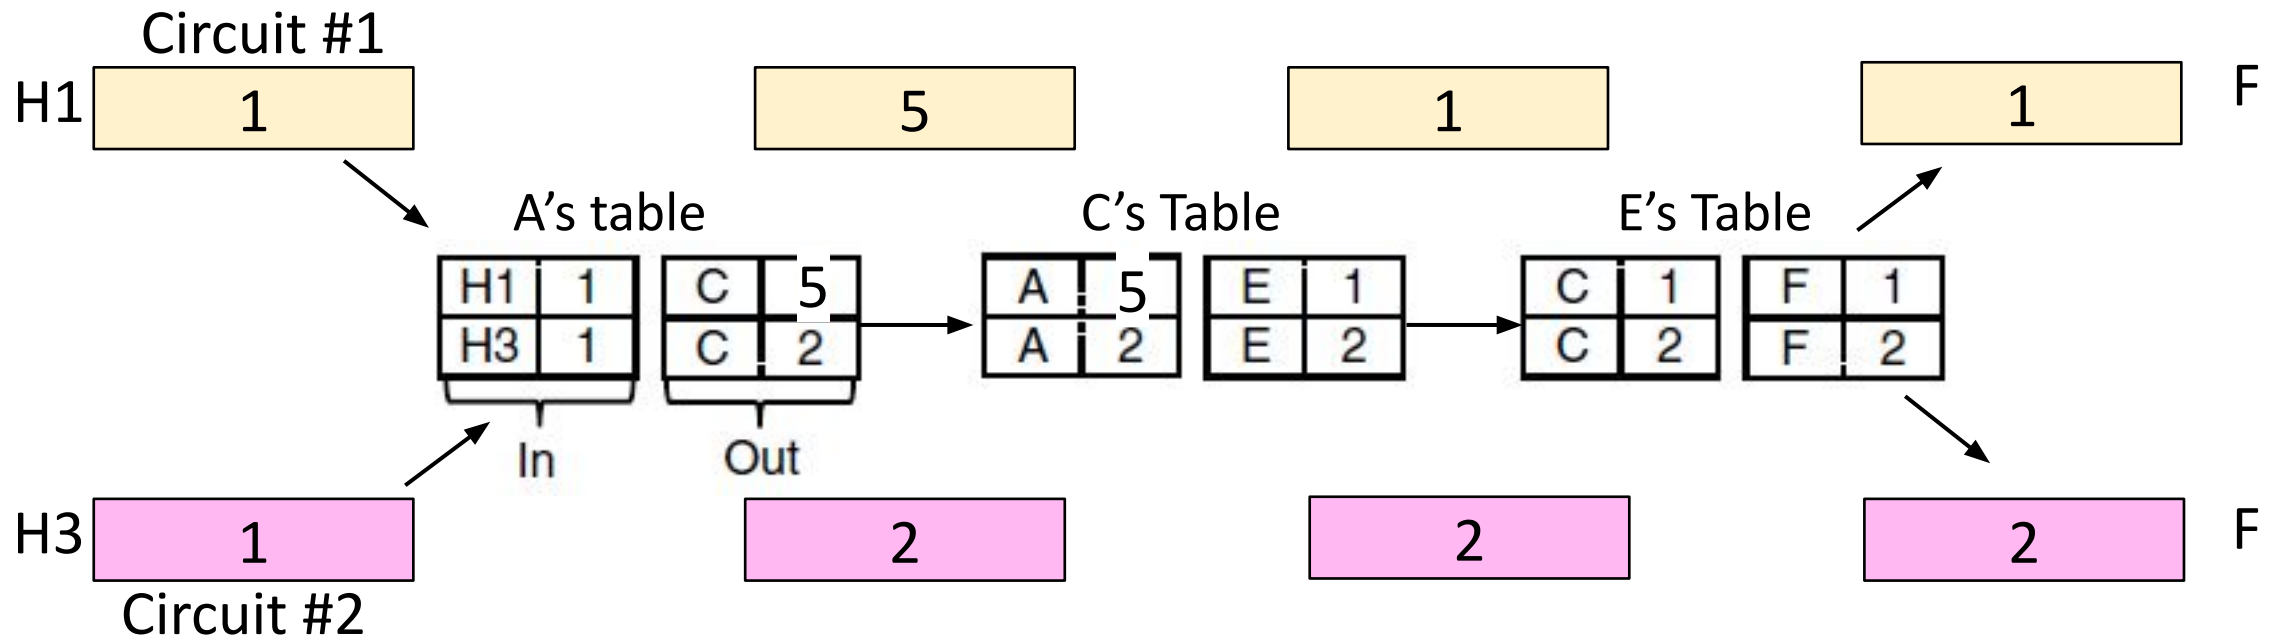 Circuit #1
H1 1 5 1 1 F
A’s table C’s Table E’s Table
H1 1 C 5 A 5 E 1 C 1 F 1
H3 1 C 2 A 2 E 2 C 2 F 2
In Out
H3 1 2 2 2 F
Circuit #2